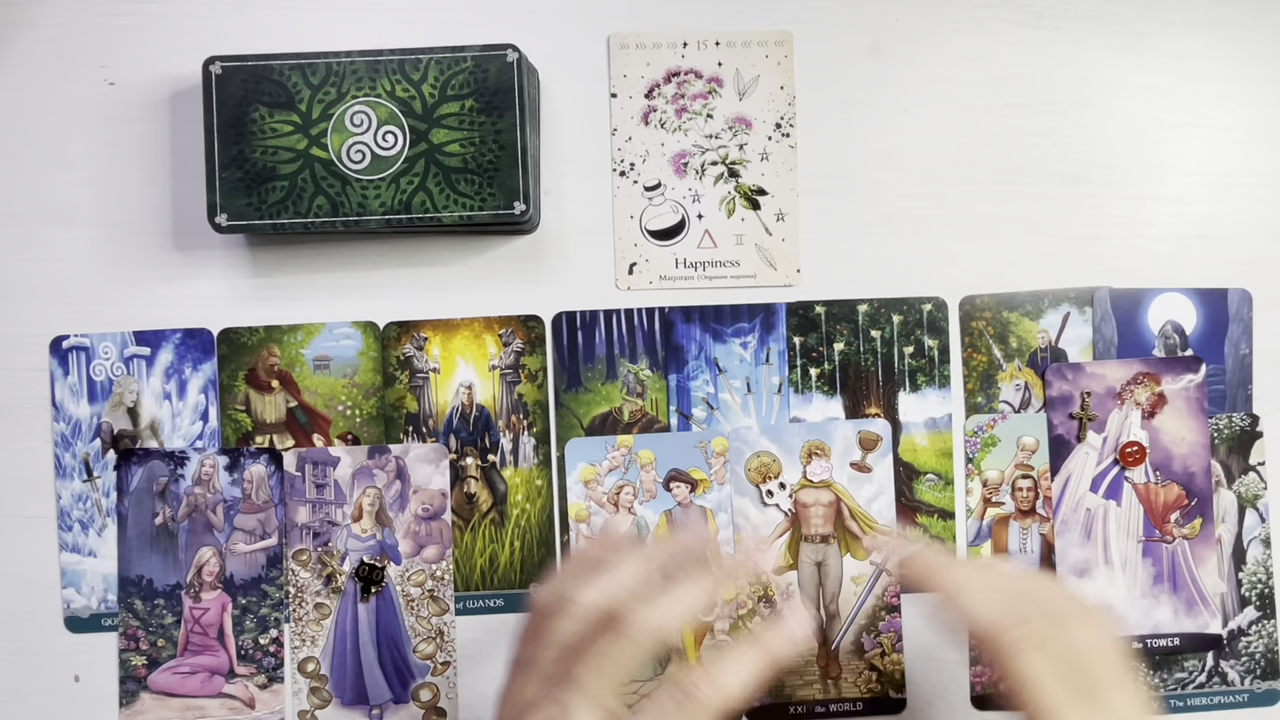 15
Happiness
Marjoram (Origanum majorana)
of WANDS
XXI the WORLD
the TOWER
The HIEROPHANT